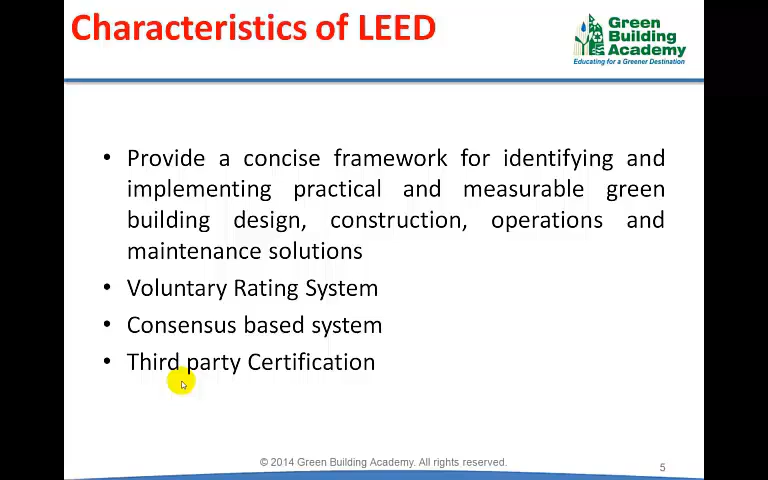 Characteristics of LEED
Green
Building
Academy
Educating for a Greener Destination
• Provide a concise framework for identifying and
implementing practical and measurable green
building design, construction, operations and
maintenance solutions
• Voluntary Rating System
• Consensus based system
• Third party Certification
© 2014 Green Building Academy. All rights reserved.
5